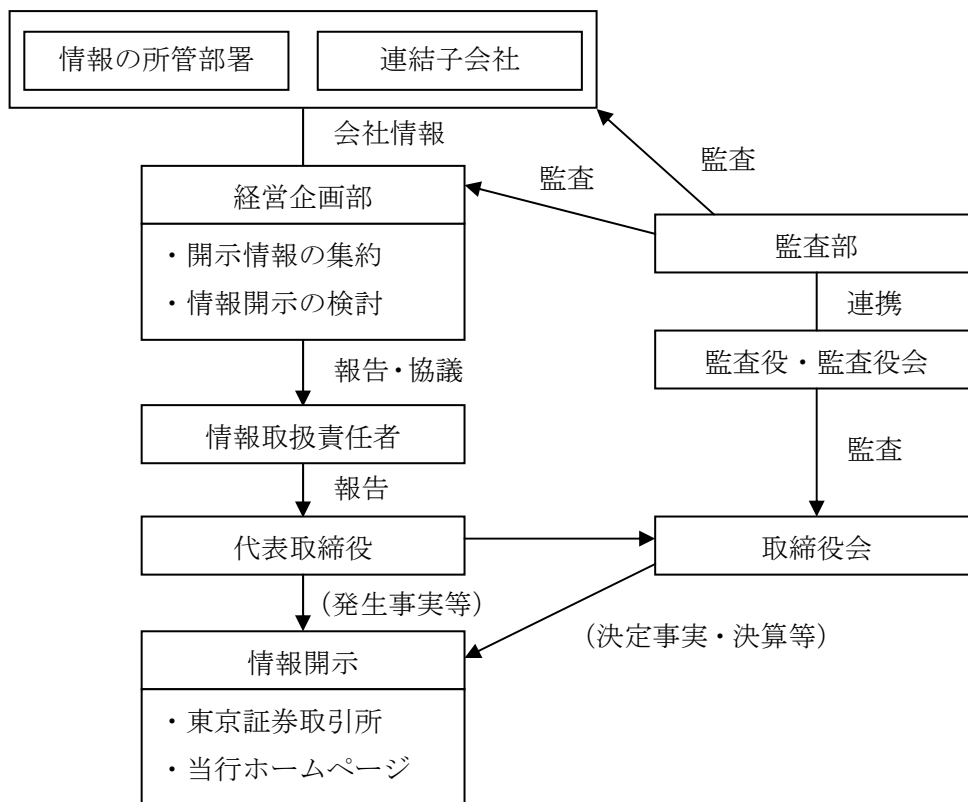 情報の所管部署
連結子会社
会社情報
監査
監査
経営企画部
・開示情報の集約
・情報開示の検討
監査部
連携
監査役・監査役会
報告・協議
情報取扱責任者
監査
報告
代表取締役
取締役会
(発生事実等)
(決定事実・決算等)
情報開示
・東京証券取引所
・当行ホームページ